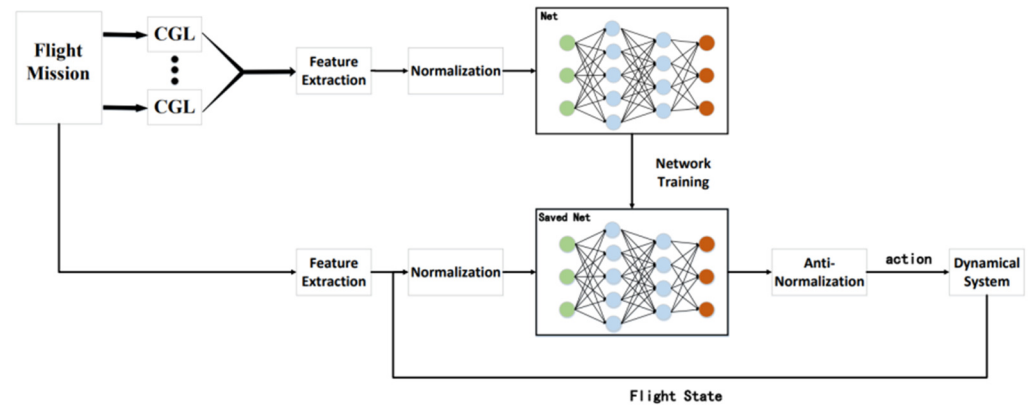 Flight
Mission
CGL
CGL
Feature
Extraction
Normalization
Net
Network
Training
Feature
Extraction
Normalization
Saved Net
Anti-
Normalization
action
Dynamical
System
Flight State